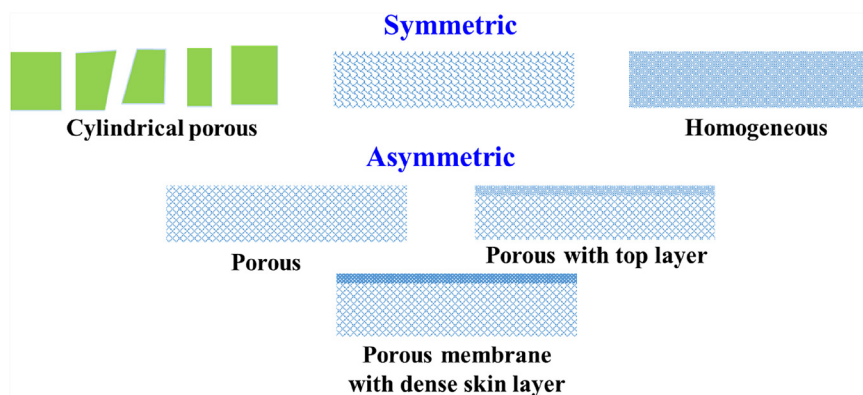 Symmetric
Cylindrical porous
Homogeneous
Asymmetric
Porous
Porous with top layer
Porous membrane
with dense skin layer